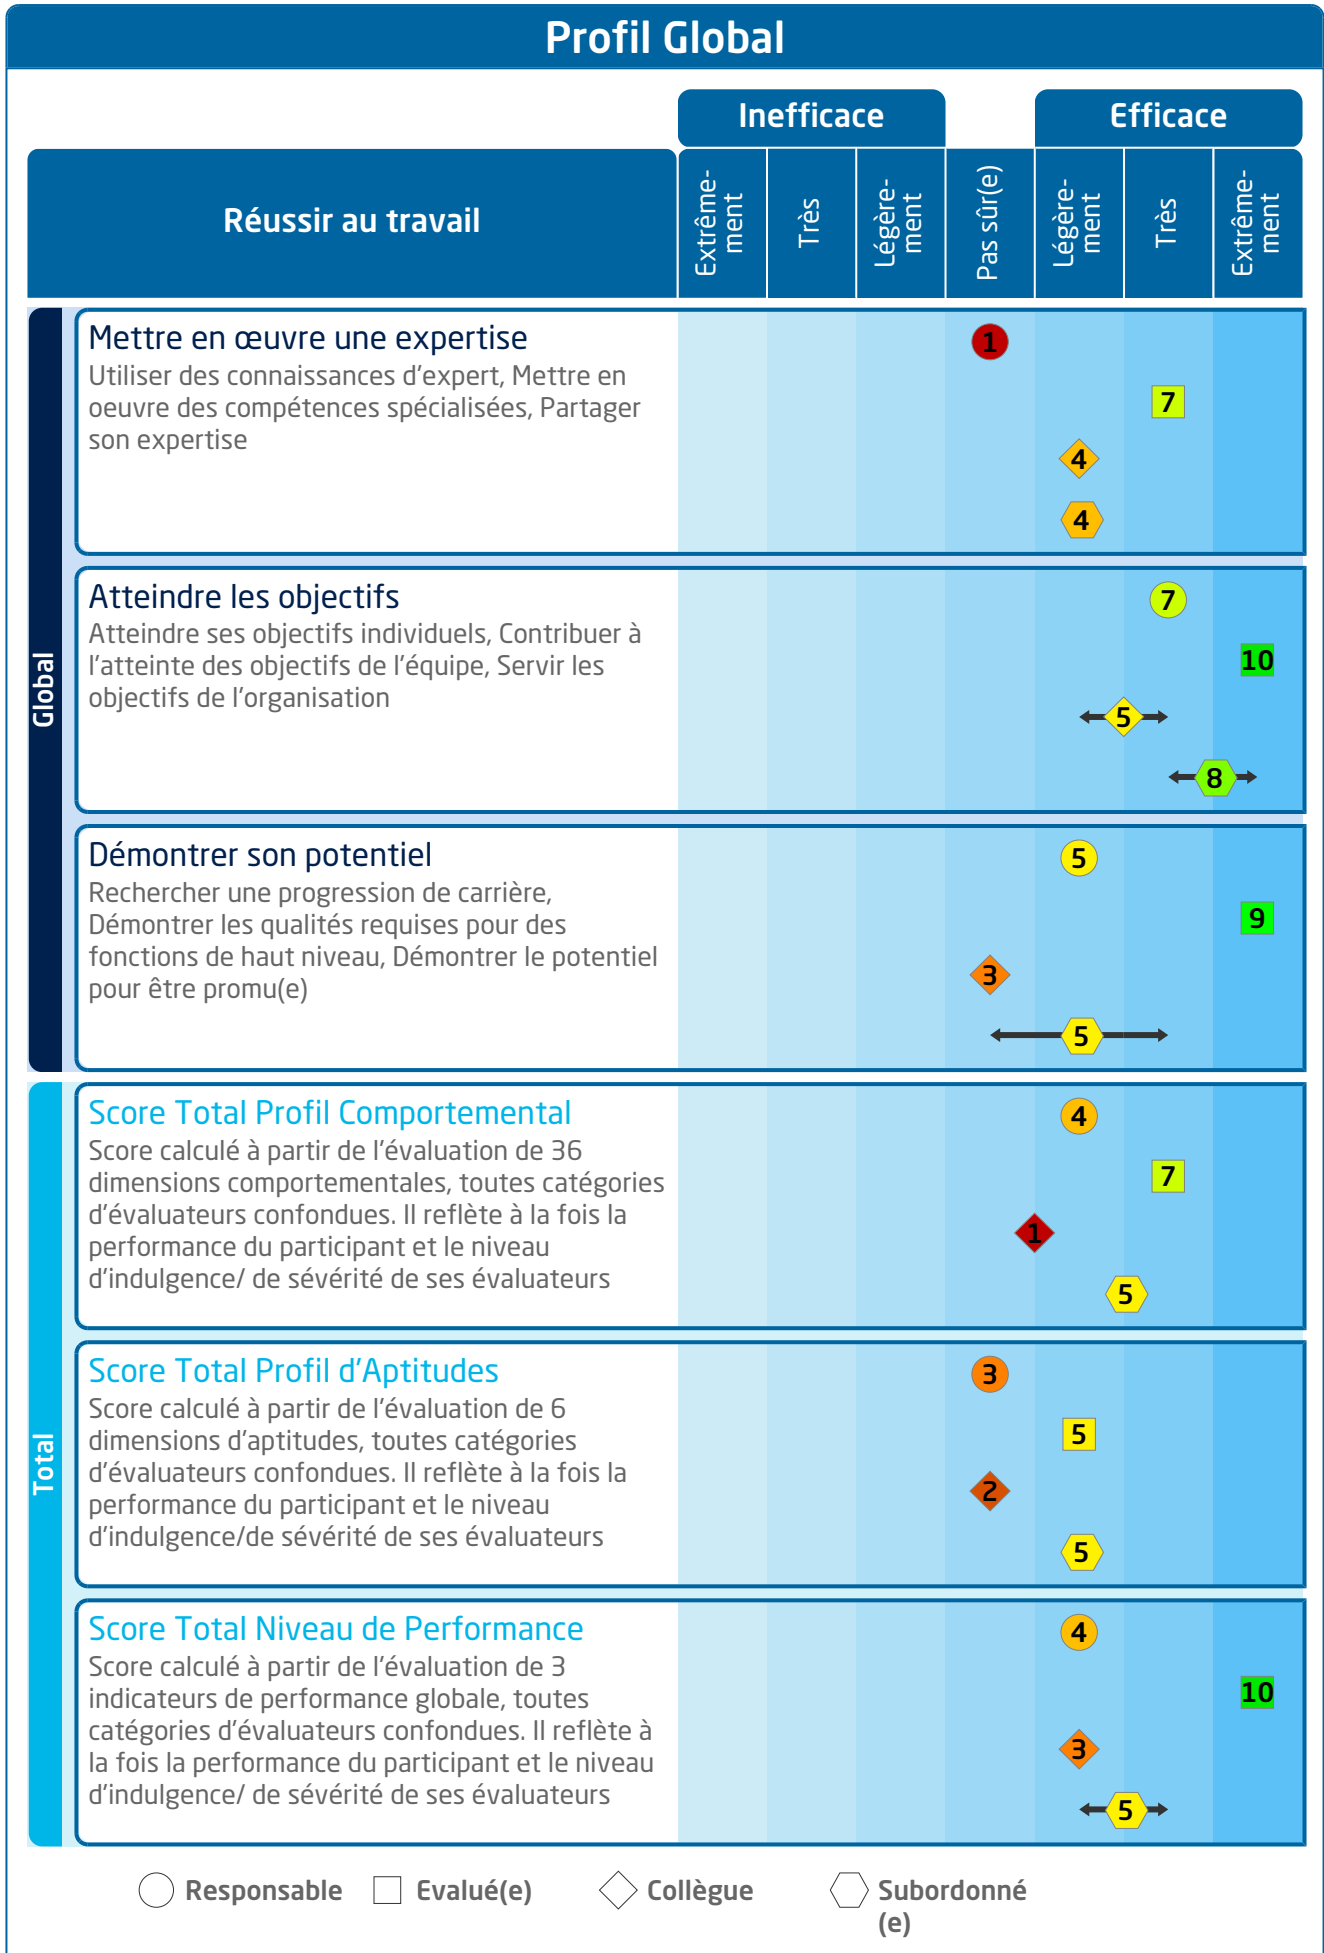 Profil Global
Inefficace
Efficace
Réussir au travail
Extrême-
ment
Très
Légère-
ment
Pas sûr(e)
Légère-
ment
Très
Extrême-
ment
Global
Mettre en œuvre une expertise
Utiliser des connaissances d'expert, Mettre en
oeuvre des compétences spécialisées, Partager
son expertise
1
7
4
4
Atteindre les objectifs
Atteindre ses objectifs individuels, Contribuer à
l'atteinte des objectifs de l'équipe, Servir les
objectifs de l'organisation
7
10
5
8
Démontrer son potentiel
Rechercher une progression de carrière,
Démontrer les qualités requises pour des
fonctions de haut niveau, Démontrer le potentiel
pour être promu(e)
5
9
3
5
Total
Score Total Profil Comportemental
Score calculé à partir de l'évaluation de 36
dimensions comportementales, toutes catégories
d'évaluateurs confondues. Il reflète à la fois la
performance du participant et le niveau
d'indulgence/ de sévérité de ses évaluateurs
4
7
1
5
Score Total Profil d'Aptitudes
Score calculé à partir de l'évaluation de 6
dimensions d'aptitudes, toutes catégories
d'évaluateurs confondues. Il reflète à la fois la
performance du participant et le niveau
d'indulgence/de sévérité de ses évaluateurs
3
5
2
5
Score Total Niveau de Performance
Score calculé à partir de l'évaluation de 3
indicateurs de performance globale, toutes
catégories d'évaluateurs confondues. Il reflète à
la fois la performance du participant et le niveau
d'indulgence/ de sévérité de ses évaluateurs
4
10
3
5
Responsable
Evalué(e)
Collègue
Subordonné
(e)